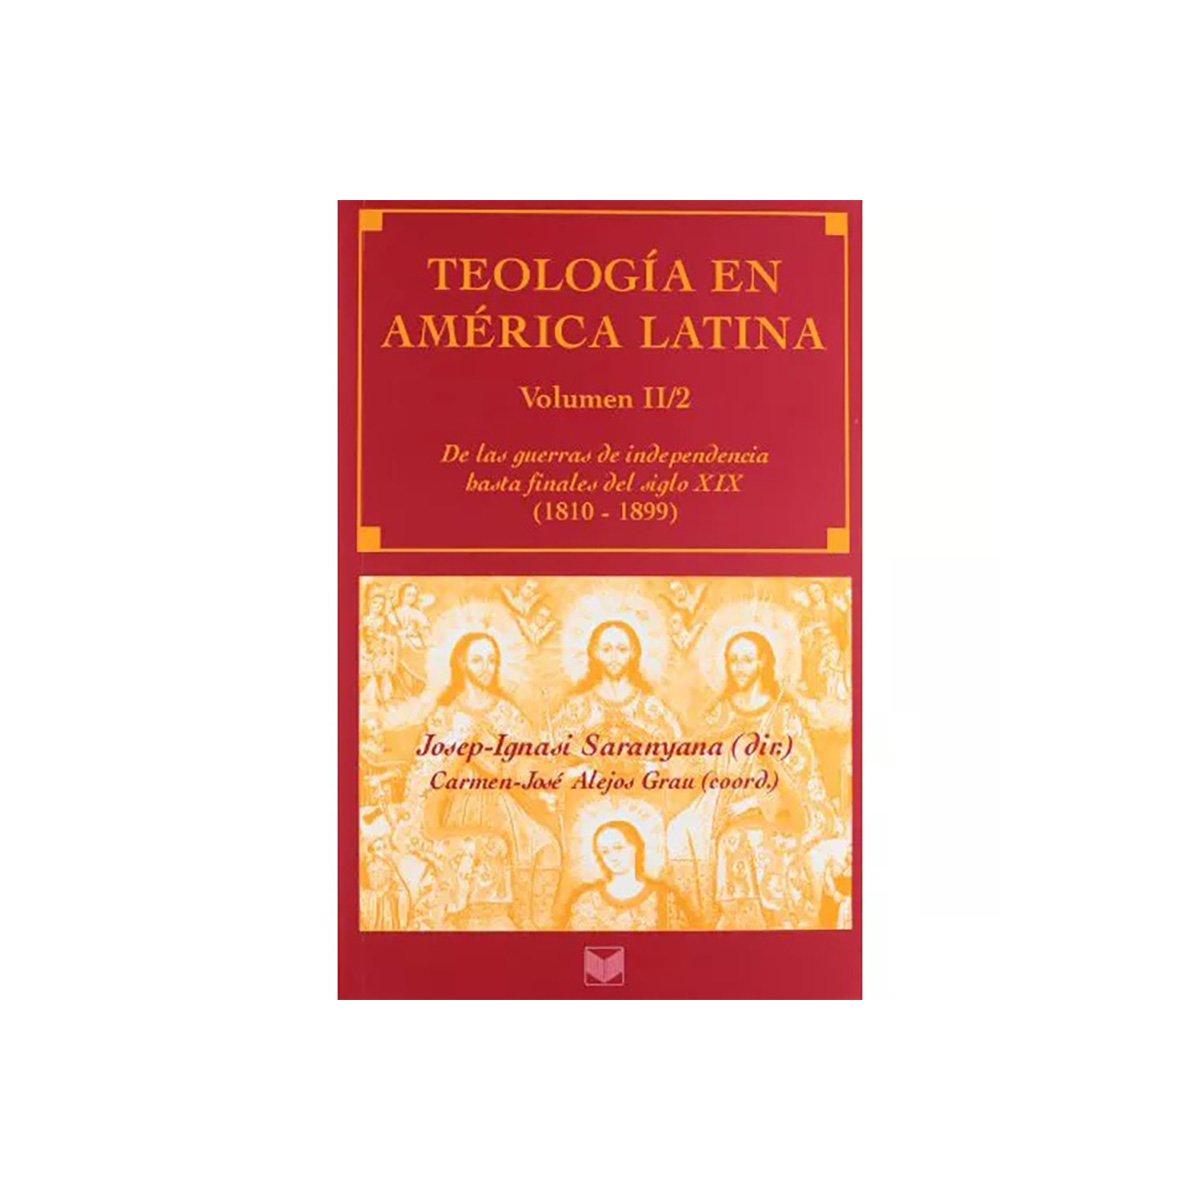 TEOLOGÍA EN
AMÉRICA LATINA
Volumen II/2
De las guerras de independencia
hasta finales del siglo XIX
(1810 - 1899)
Josep-Ignasi Saranyana (dir.)
Carmen-José Alejos Grau (coord.)